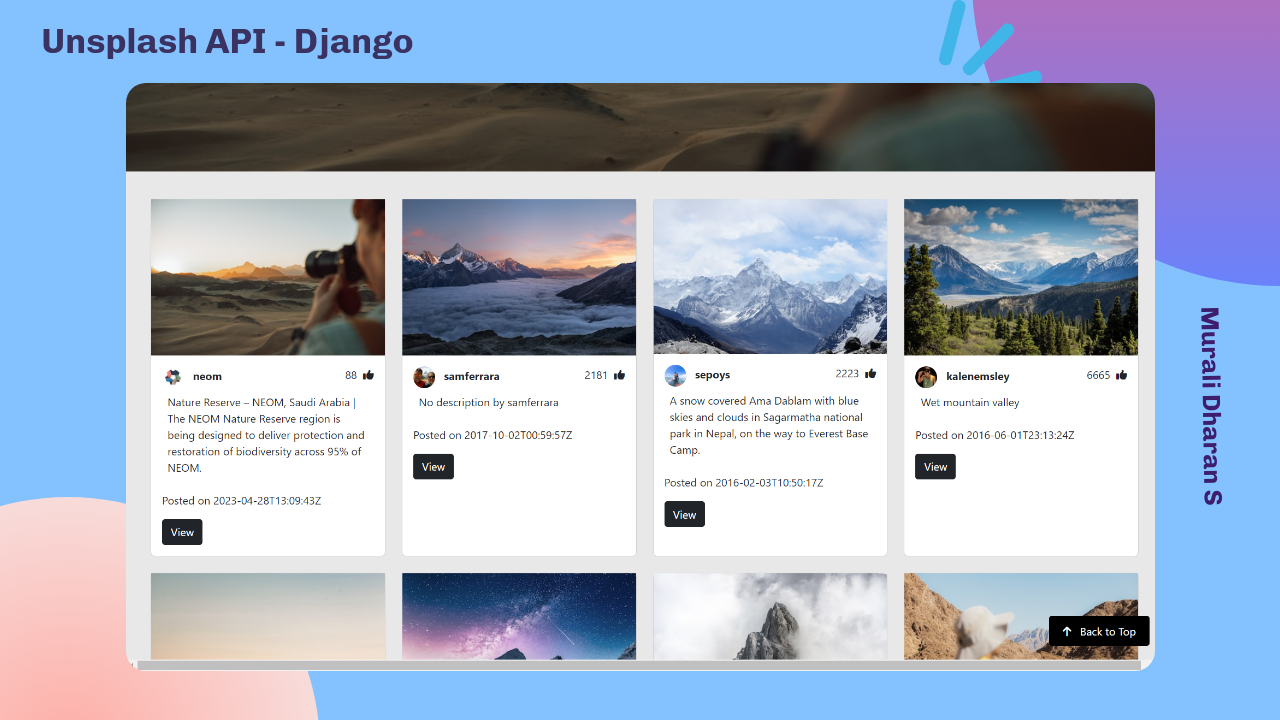 Unsplash API - Django
neom 88
Nature Reserve – NEOM, Saudi Arabia |
The NEOM Nature Reserve region is
being designed to deliver protection and
restoration of biodiversity across 95% of
NEOM.
Posted on 2023-04-28T13:09:43Z
View
samferrara 2181
No description by samferrara
Posted on 2017-10-02T00:59:57Z
View
sepoys 2223
A snow covered Ama Dablam with blue
skies and clouds in Sagarmatha national
park in Nepal, on the way to Everest Base
Camp.
Posted on 2016-02-03T10:50:17Z
View
kalenemsley 6665
Wet mountain valley
Posted on 2016-06-01T23:13:24Z
View
Back to Top
Murali Dharan S